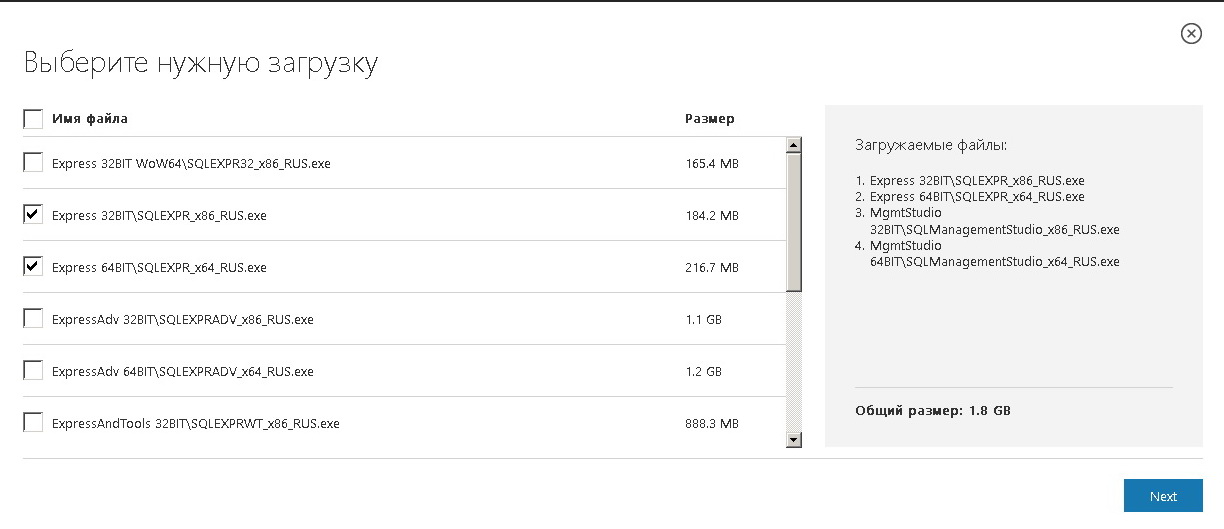 Выберите нужную загрузку
Имя файла Размер
Express 32BIT WoW64\SQLEXPR32_x86_RUS.exe 165.4 MB
Express 32BIT\SQLEXPR_x86_RUS.exe 184.2 MB
Express 64BIT\SQLEXPR_x64_RUS.exe 216.7 MB
ExpressAdv 32BIT\SQLEXPRADV_x86_RUS.exe 1.1 GB
ExpressAdv 64BIT\SQLEXPRADV_x64_RUS.exe 1.2 GB
ExpressAndTools 32BIT\SQLEXPRWT_x86_RUS.exe 888.3 MB
Загружаемые файлы:
1. Express 32BIT\SQLEXPR_x86_RUS.exe
2. Express 64BIT\SQLEXPR_x64_RUS.exe
3. MgmtStudio
32BIT\SQLManagementStudio_x86_RUS.exe
4. MgmtStudio
64BIT\SQLManagementStudio_x64_RUS.exe
Общий размер: 1.8 GB
Next